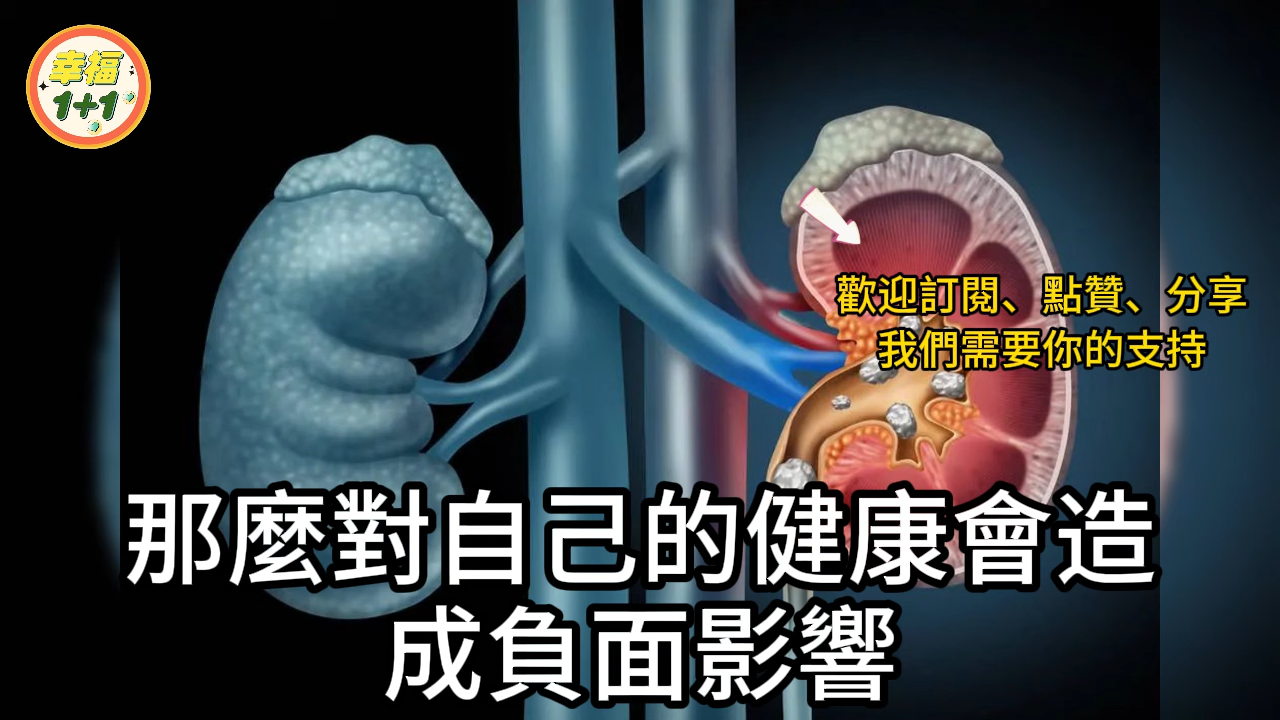 幸福
1+1
歡迎訂閱、點贊、分享
我們需要你的支持
那麼對自己的健康會造
成負面影響